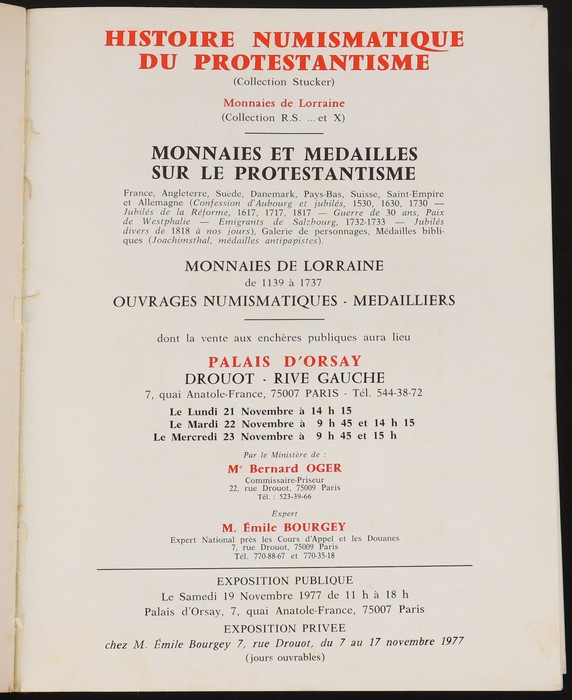 HISTOIRE NUMISMATIQUE
DU PROTESTANTISME
(Collection Stucker)
Monnaies de Lorraine
(Collection R.S. ... et X)
MONNAIES ET MEDAILLES
SUR LE PROTESTANTISME
France, Angleterre, Suède, Danemark, Pays-Bas, Suisse, Saint-Empire
et Allemagne (Confession d'Aubourg et jubilés, 1530, 1630, 1730 —
Jubilés de la Réforme, 1617, 1717, 1817 — Guerre de 30 ans, Paix
de Westphalie — Emigrants de Salzbourg, 1732-1733 — Jubilés
divers de 1818 à nos jours), Galerie de personnages, Médailles bibli-
ques (Joachimsthal, médailles antipapistes).
MONNAIES DE LORRAINE
de 1139 à 1737
OUVRAGES NUMISMATIQUES - MEDAILLIERS
dont la vente aux enchères publiques aura lieu
PALAIS D'ORSAY
DROUOT - RIVE GAUCHE
7, quai Anatole-France, 75007 PARIS - Tél. 544-38-72
Le Lundi 21 Novembre à 14 h 15
Le Mardi 22 Novembre à 9 h 45 et 14 h 15
Le Mercredi 23 Novembre à 9 h 45 et 15 h
Par le Ministère de :
Me Bernard OGER
Commissaire-Priseur
22, rue Drouot, 75009 Paris
Tél. : 523-39-66
Expert
M. Émile BOURGEY
Expert National près les Cours d'Appel et les Douanes
7, rue Drouot, 75009 Paris
Tél. 770-88-67 et 770-35-18
EXPOSITION PUBLIQUE
Le Samedi 19 Novembre 1977 de 11 h à 18 h
Palais d'Orsay, 7, quai Anatole-France, 75007 Paris
EXPOSITION PRIVEE
chez M. Émile Bourgey 7, rue Drouot, du 7 au 17 novembre 1977
(jours ouvrables)